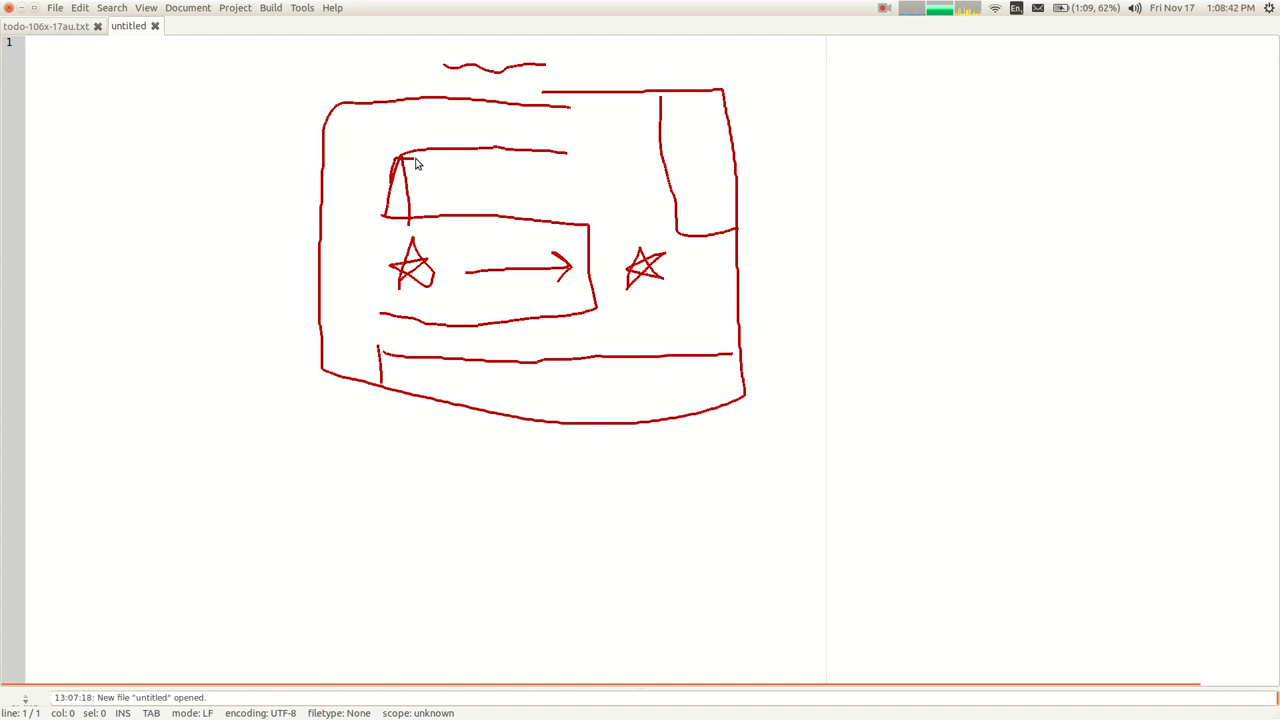 File Edit Search View Document Project Build Tools Help En (1:09, 62%) Fri Nov 17 1:08:42 PM
todo-106x-17au.txt untitled
1
13:07:18: New file "untitled" opened.
line: 1 / 1 col: 0 sel: 0 INS TAB mode: LF encoding: UTF-8 filetype: None scope: unknown